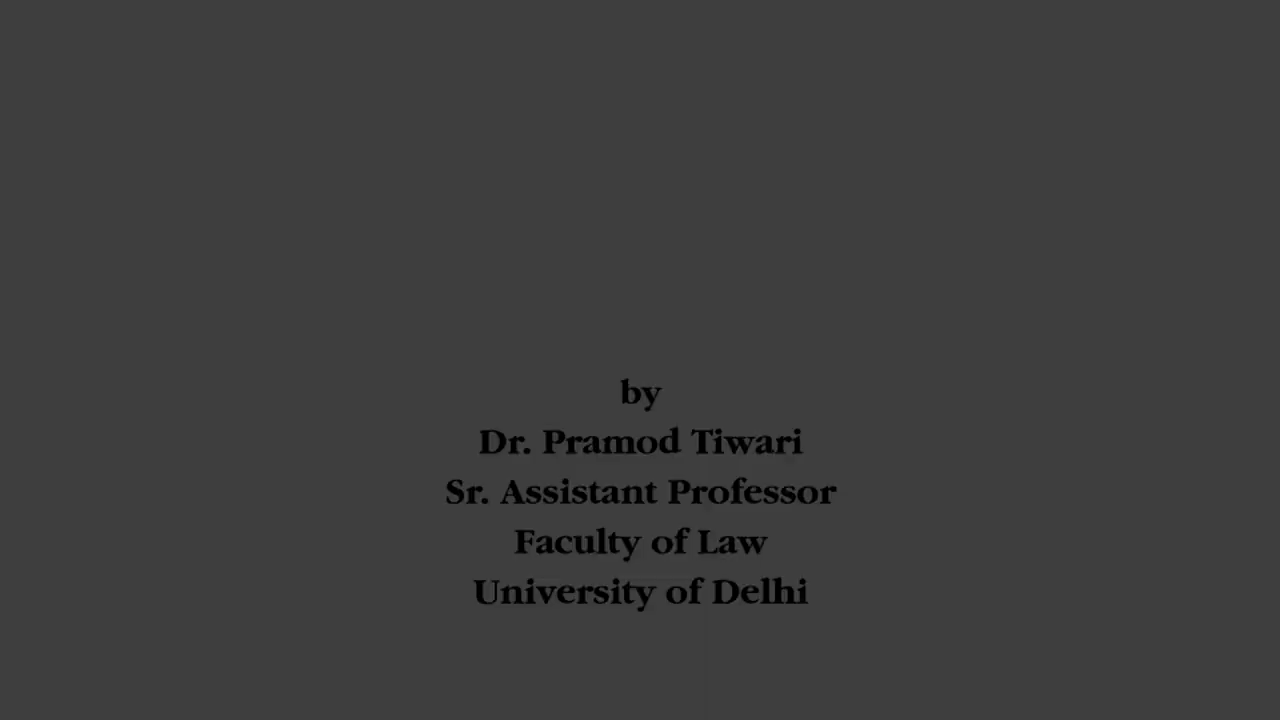 by
Dr. Pramod Tiwari
Sr. Assistant Professor
Faculty of Law
University of Delhi